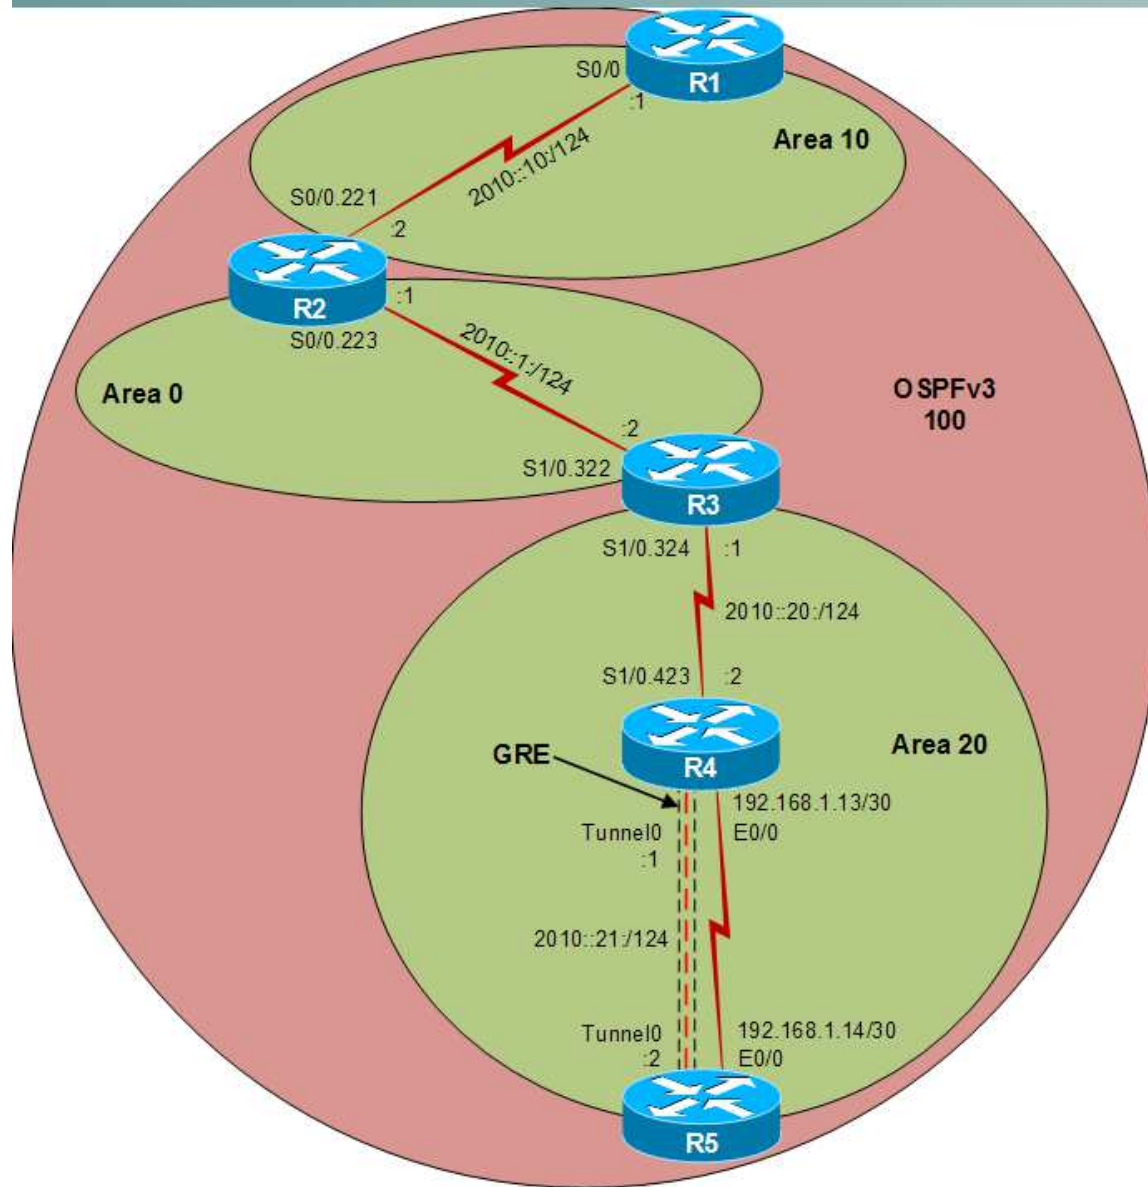 S0/0
R1
:1
Area 10
2010::10:/124
S0/0.221
:2
R2
:1
S0/0.223
2010::1:/124
Area 0
OSPFv3
100
:2
S1/0.322
R3
S1/0.324
:1
2010::20:/124
S1/0.423
:2
R4
Area 20
GRE
192.168.1.13/30
E0/0
Tunnel0
:1
2010::21:/124
Tunnel0
:2
192.168.1.14/30
E0/0
R5